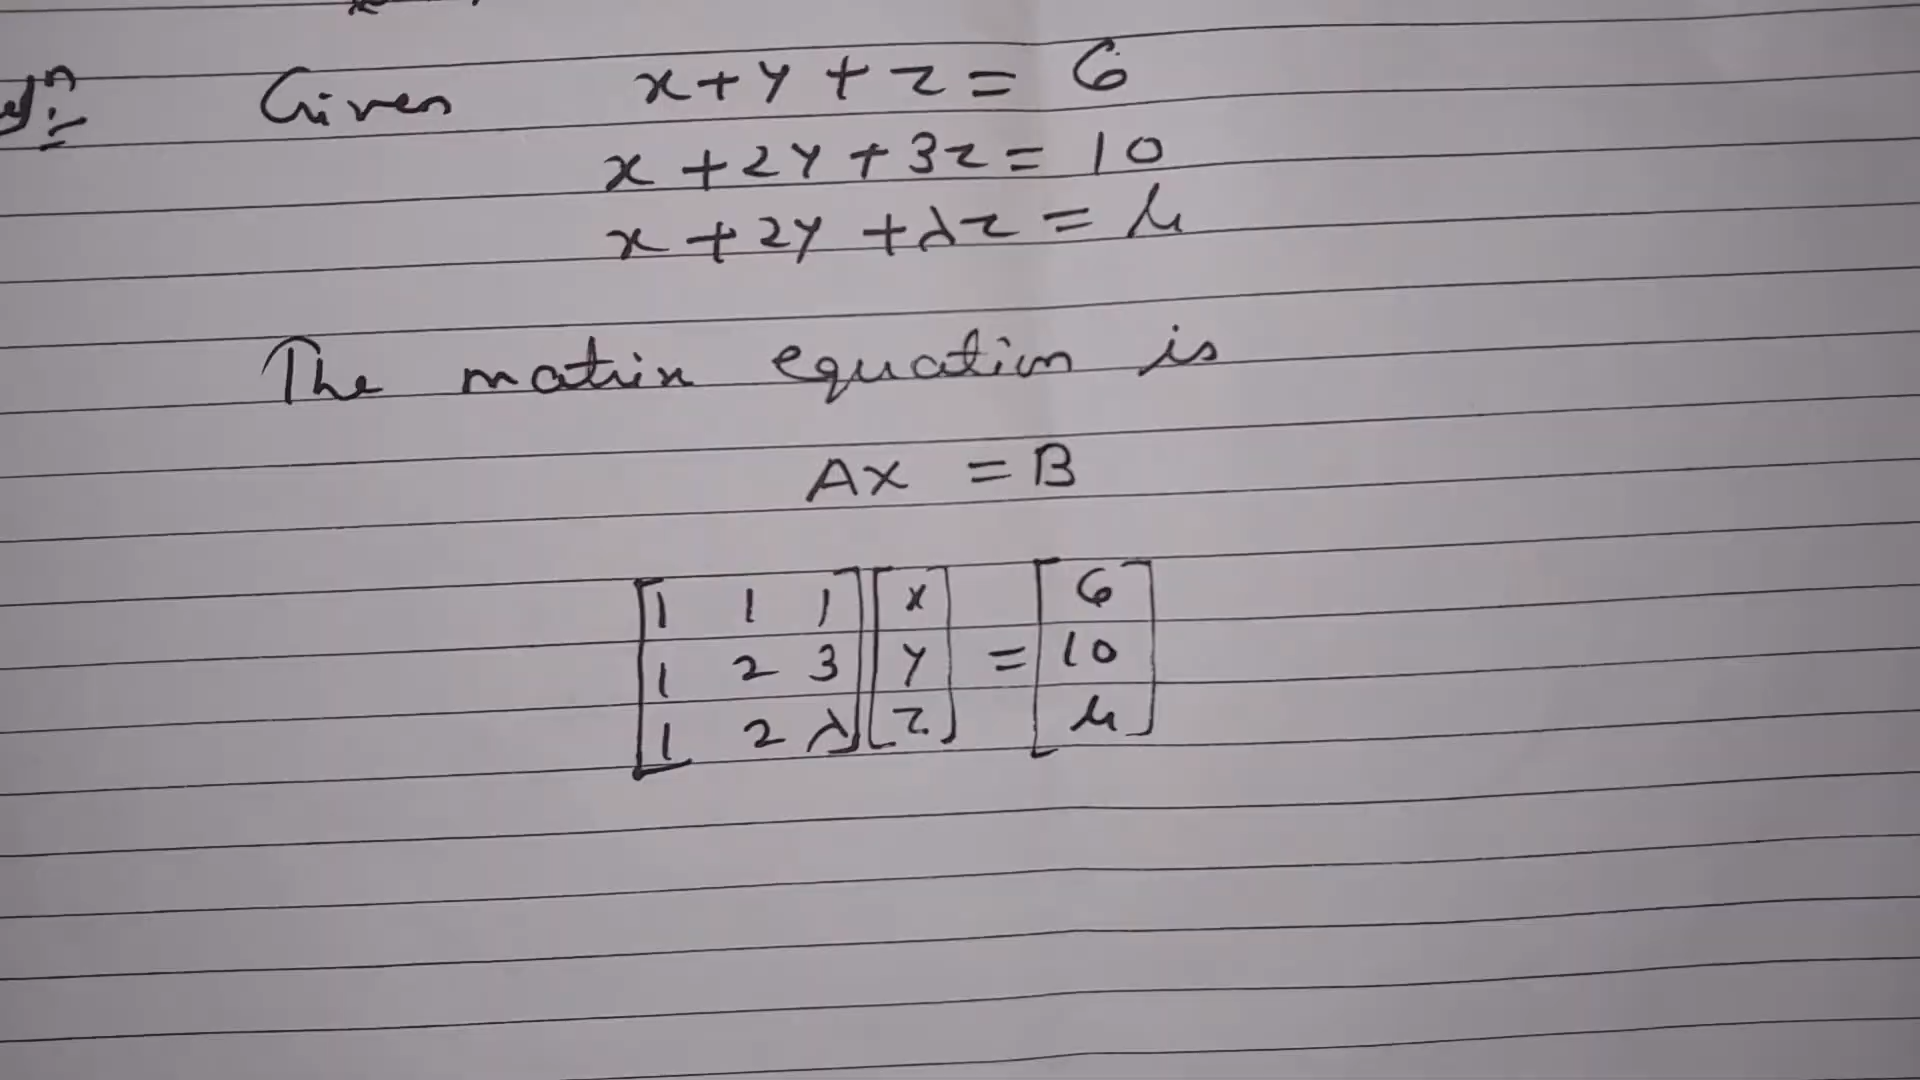 Given x + y + z = 6
x + 2y + 3z = 10
x + 2y + λz = μ
The matrix equation is
AX = B
[1 1 1] [x] = [6]
[1 2 3] [y] = [10]
[1 2 λ] [z] = [μ]